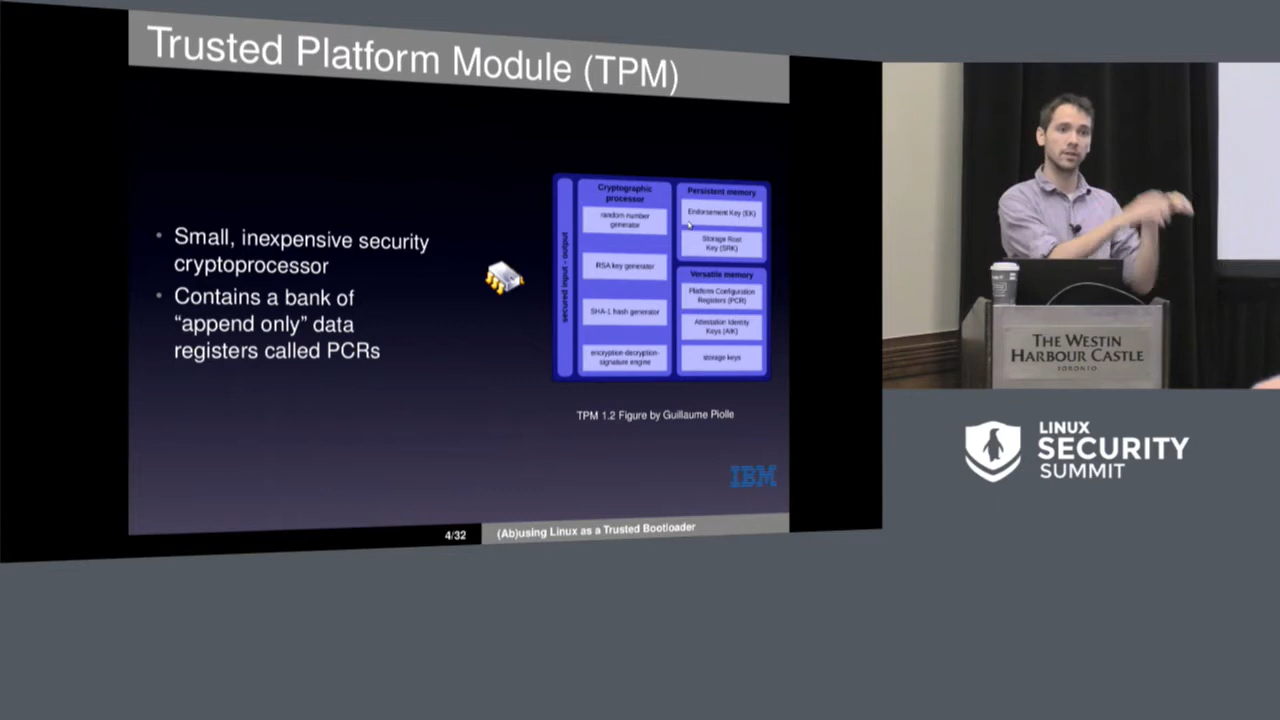 Trusted Platform Module (TPM)
• Small, inexpensive security
cryptoprocessor
• Contains a bank of
“append only” data
registers called PCRs
secured input - output
Cryptographic
processor
random number
generator
RSA key generator
SHA-1 hash generator
encryption-decryption-
signature engine
Persistent memory
Endorsement Key (EK)
Storage Root
Key (SRK)
Versatile memory
Platform Configuration
Registers (PCR)
Attestation Identity
Keys (AIK)
storage keys
TPM 1.2 Figure by Guillaume Piolle
IBM
4/32
(Ab)using Linux as a Trusted Bootloader
THE WESTIN
HARBOUR CASTLE
TORONTO
LINUX
SECURITY
SUMMIT